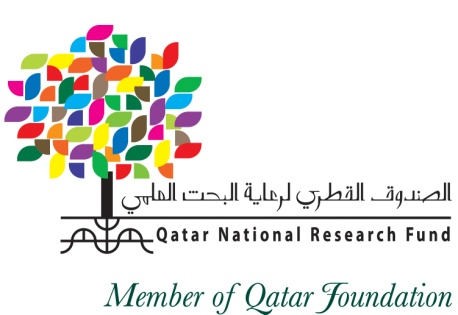 الصندوق القطري لرعاية البحث العلمي
Qatar National Research Fund
Member of Qatar Foundation